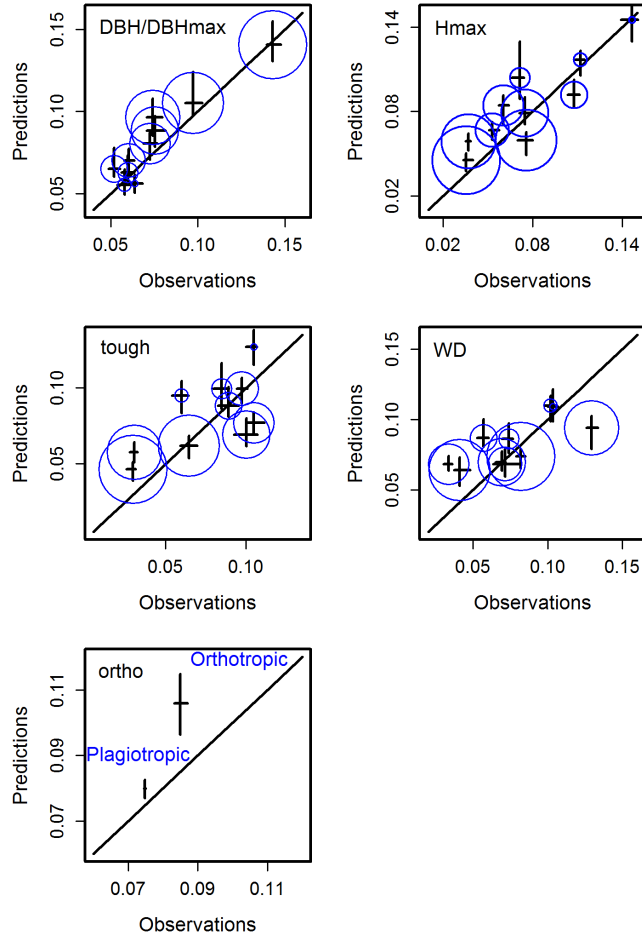 DBH/DBHmax
Predictions
0.05 0.10 0.15
0.05 0.10 0.15
Observations
Hmax
Predictions
0.02 0.08 0.14
0.02 0.08 0.14
Observations
tough
Predictions
0.05 0.10
0.05 0.10
Observations
WD
Predictions
0.05 0.10 0.15
0.05 0.10 0.15
Observations
ortho
Orthotropic
Plagiotropic
Predictions
0.07 0.09 0.11
0.07 0.09 0.11
Observations